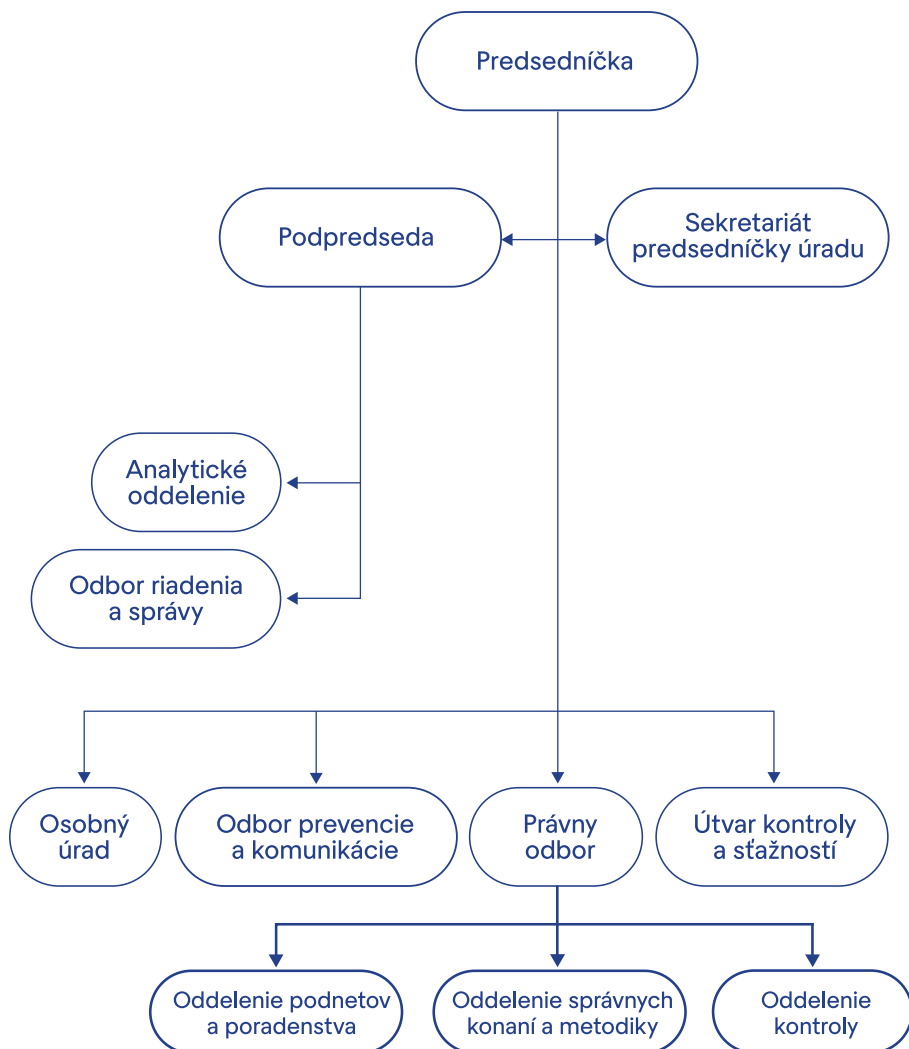 Predsedníčka
Podpredseda
Sekretariát
predsedníčky úradu
Analytické
oddelenie
Odbor riadenia
a správy
Osobný
úrad
Odbor prevencie
a komunikácie
Právny
odbor
Útvar kontroly
a sťažností
Oddelenie podnetov
a poradenstva
Oddelenie správnych
konaní a metodiky
Oddelenie
kontroly